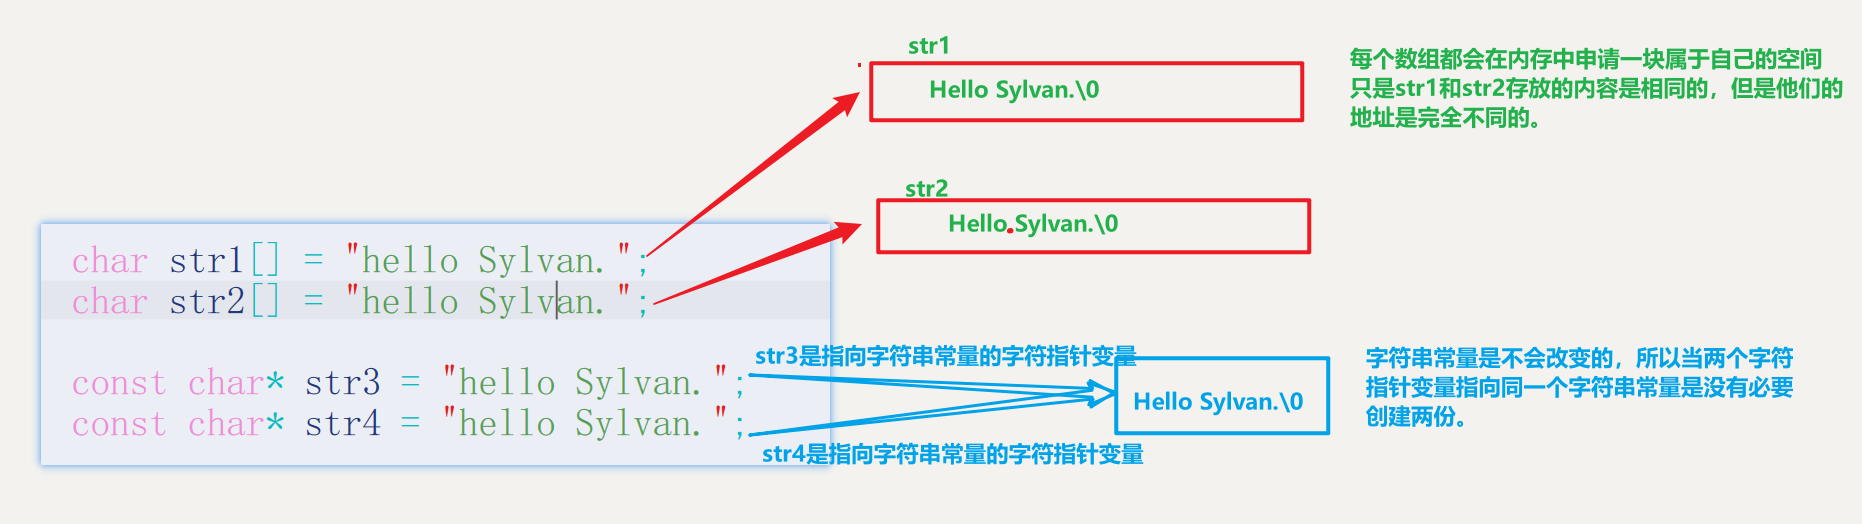 str1
Hello Sylvan.\0
每个数组都会在内存中申请一块属于自己的空间
只是str1和str2存放的内容是相同的，但是他们的
地址是完全不同的。
str2
Hello.Sylvan.\0
char str1[] = "hello Sylvan.";
char str2[] = "hello Sylvan.";
const char* str3 = "hello Sylvan.";
const char* str4 = "hello Sylvan.";
str3是指向字符串常量的字符指针变量
Hello Sylvan.\0
str4是指向字符串常量的字符指针变量
字符串常量是不会改变的，所以当两个字符
指针变量指向同一个字符串常量是没有必要
创建两份。